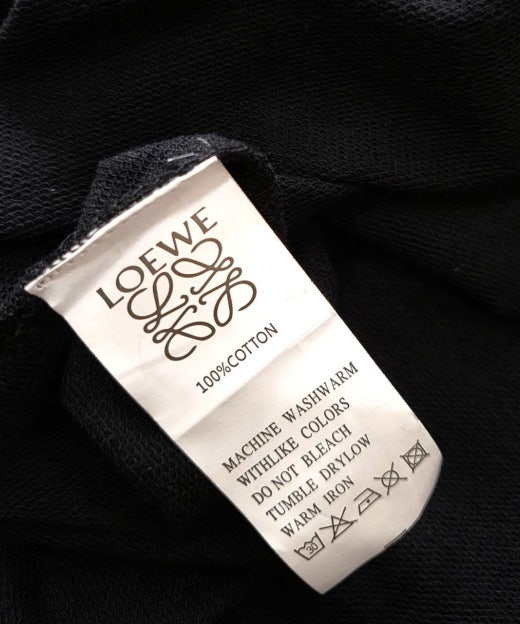 LOEWE
100%COTTON
MACHINE WASHWARM
WITHLIKE COLORS
DO NOT BLEACH
TUMBLE DRYLOW
WARM IRON
30